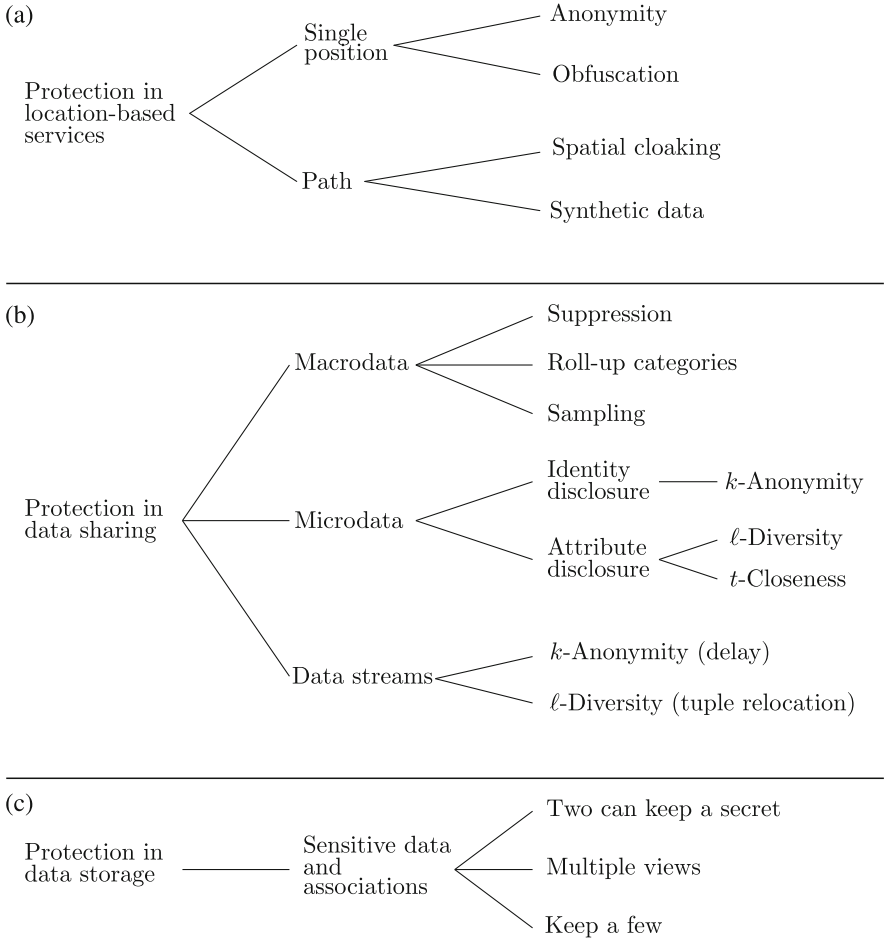 (a)
Protection in
location-based
services
Single
position
Anonymity
Obfuscation
Path
Spatial cloaking
Synthetic data
(b)
Protection in
data sharing
Macrodata
Suppression
Roll-up categories
Sampling
Microdata
Identity
disclosure
k-Anonymity
Attribute
disclosure
ℓ-Diversity
t-Closeness
Data streams
k-Anonymity (delay)
ℓ-Diversity (tuple relocation)
(c)
Protection in
data storage
Sensitive data
and
associations
Two can keep a secret
Multiple views
Keep a few